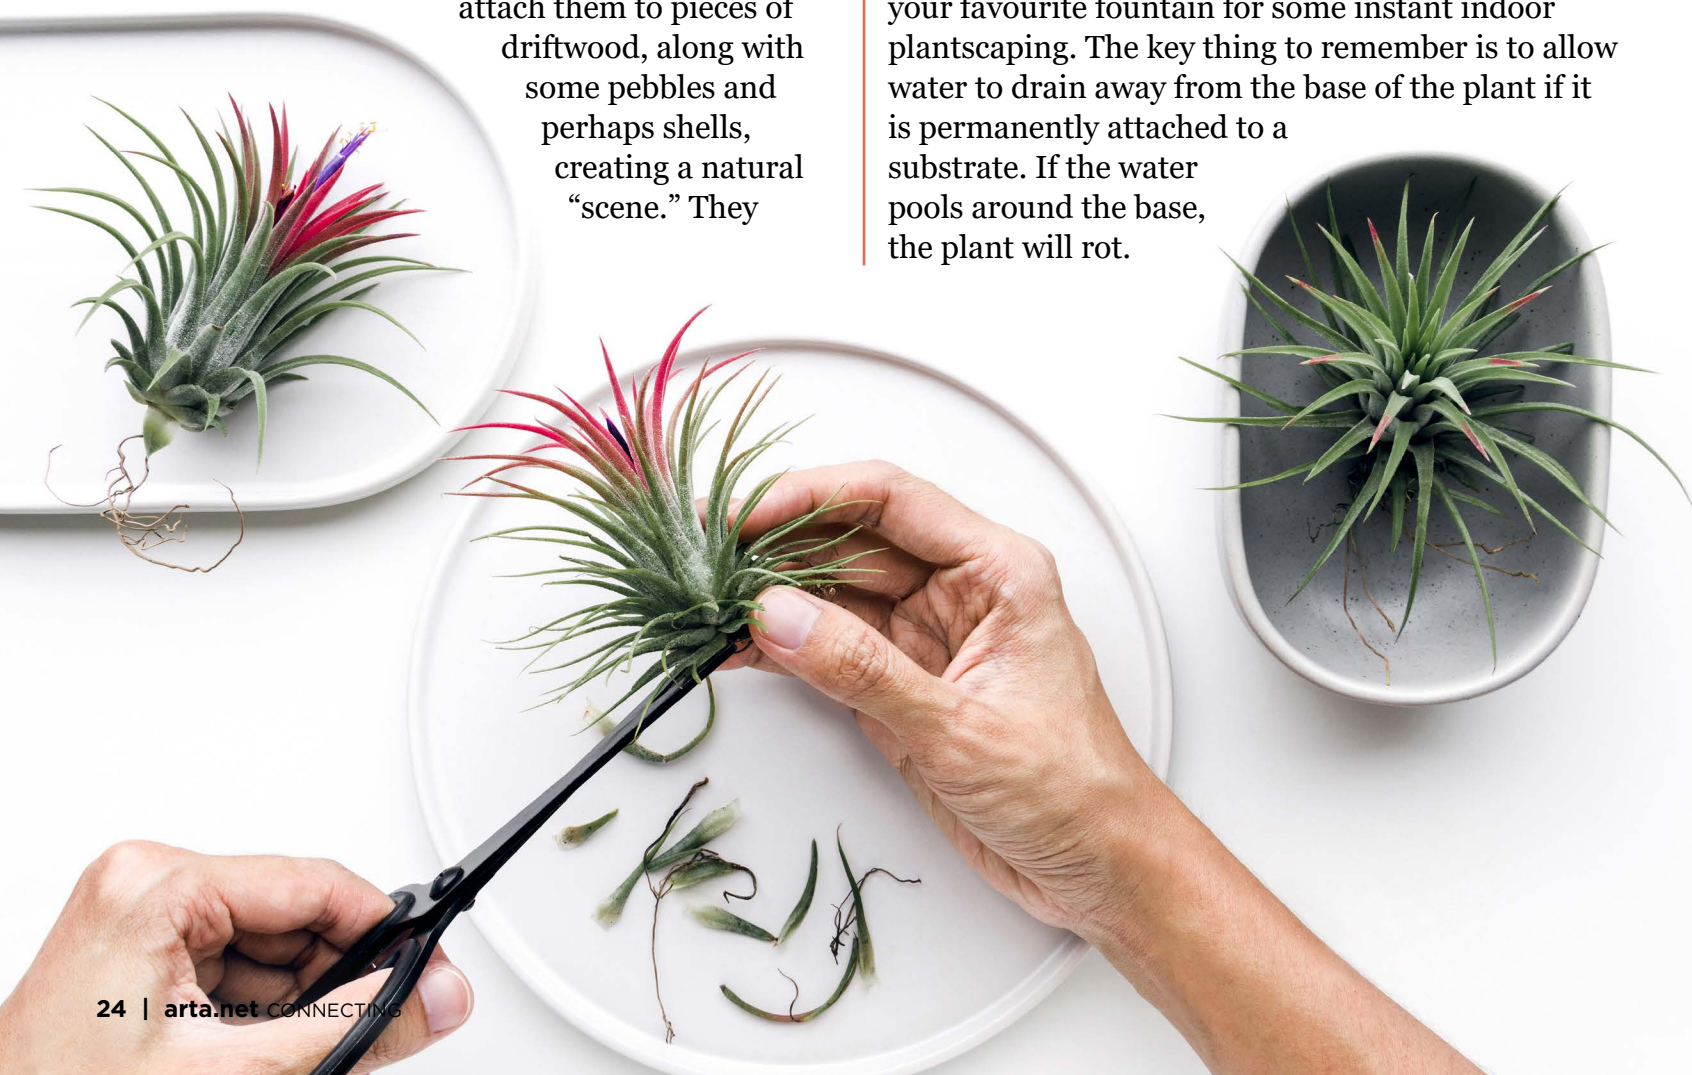 attach them to pieces of
driftwood, along with
some pebbles and
perhaps shells,
creating a natural
“scene.” They
your favourite fountain for some instant indoor
plantscaping. The key thing to remember is to allow
water to drain away from the base of the plant if it
is permanently attached to a
substrate. If the water
pools around the base,
the plant will rot.
24 | arta.net CONNECTING